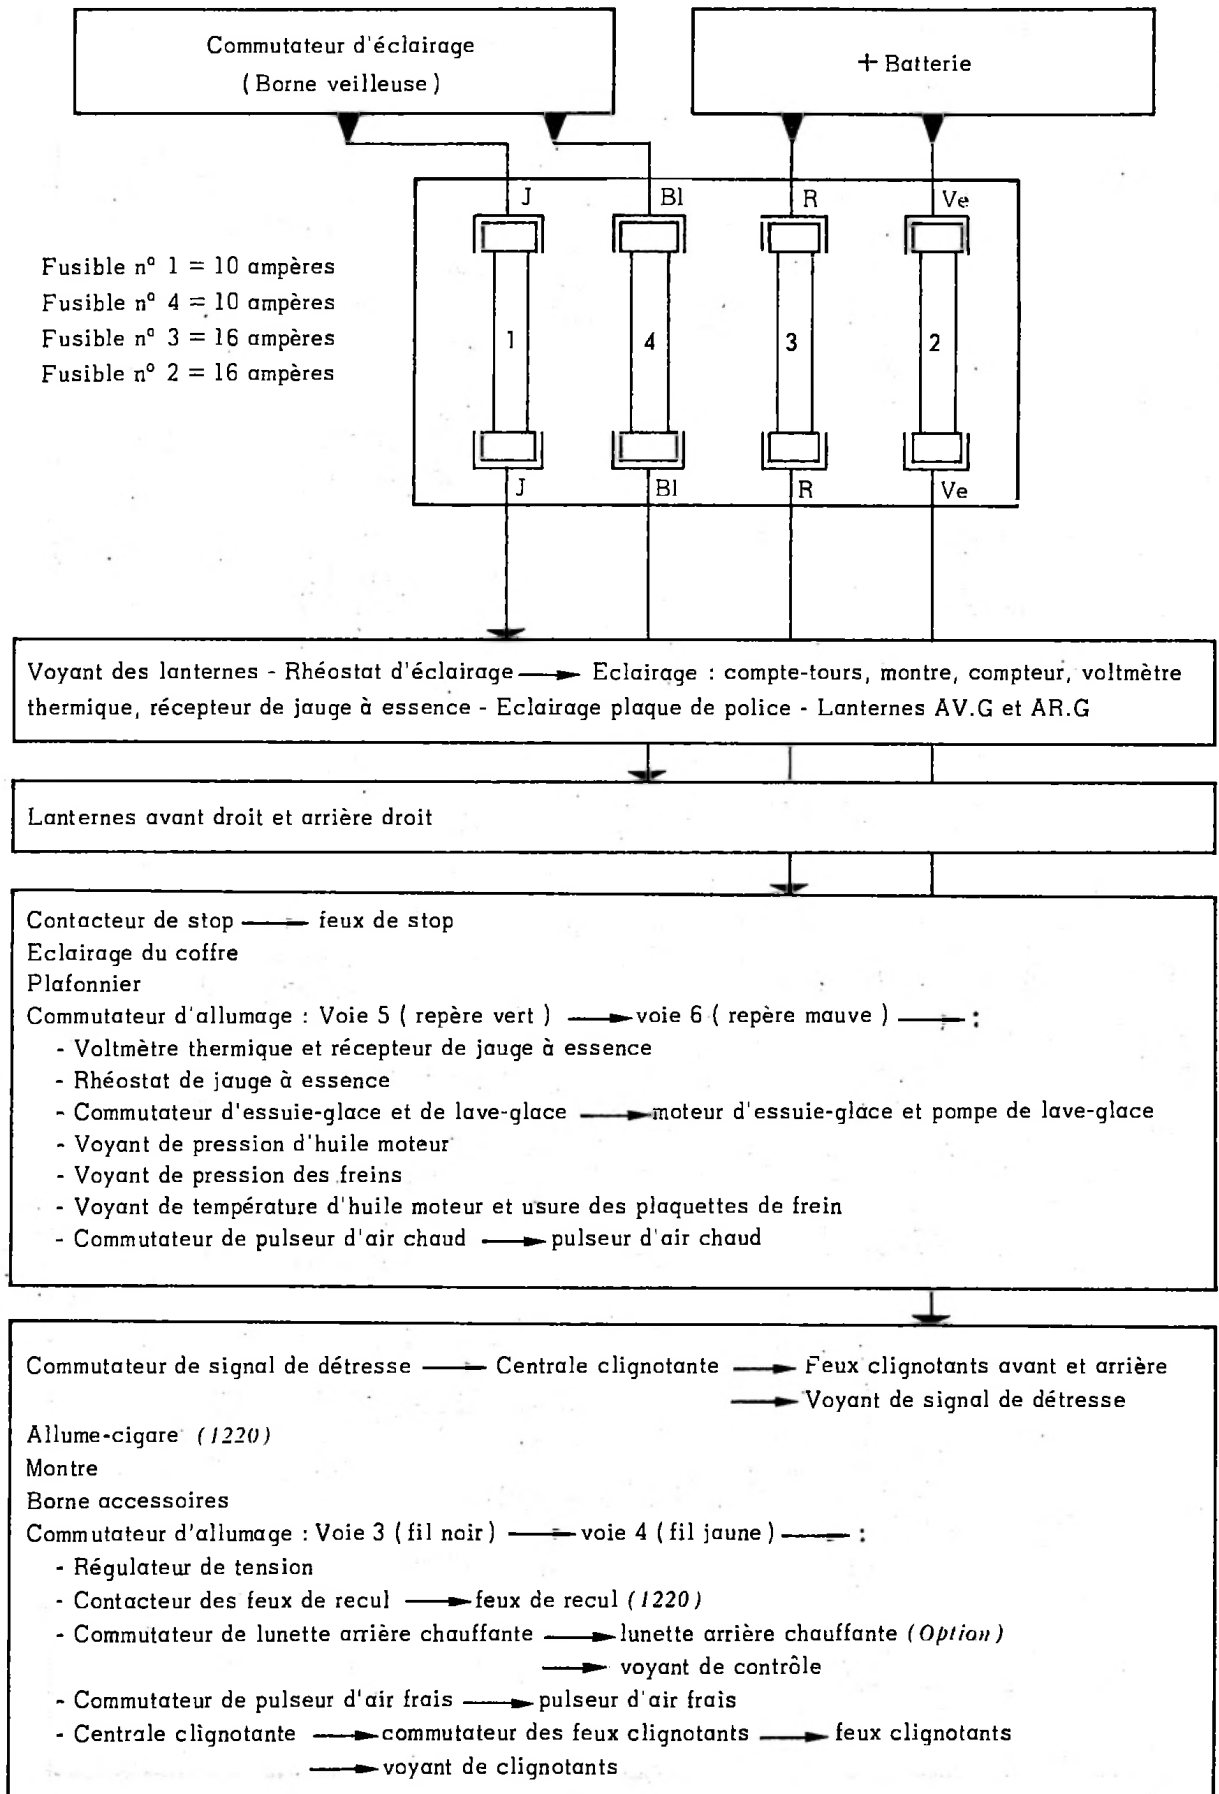 Commutateur d'éclairage
( Borne veilleuse )
+ Batterie
J
Bl
R
Ve
Fusible nº 1 = 10 ampères
Fusible nº 4 = 10 ampères
Fusible nº 3 = 16 ampères
Fusible nº 2 = 16 ampères
1
4
3
2
J
Bl
R
Ve
Voyant des lanternes - Rhéostat d'éclairage → Eclairage : compte-tours, montre, compteur, voltmètre
thermique, récepteur de jauge à essence - Eclairage plaque de police - Lanternes AV.G et AR.G
Lanternes avant droit et arrière droit
Contacteur de stop → feux de stop
Eclairage du coffre
Plafonnier
Commutateur d'allumage : Voie 5 ( repère vert ) → voie 6 ( repère mauve ) → :
- Voltmètre thermique et récepteur de jauge à essence
- Rhéostat de jauge à essence
- Commutateur d'essuie-glace et de lave-glace → moteur d'essuie-glace et pompe de lave-glace
- Voyant de pression d'huile moteur
- Voyant de pression des freins
- Voyant de température d'huile moteur et usure des plaquettes de frein
- Commutateur de pulseur d'air chaud → pulseur d'air chaud
Commutateur de signal de détresse → Centrale clignotante → Feux clignotants avant et arrière
→ Voyant de signal de détresse
Allume-cigare (1220)
Montre
Borne accessoires
Commutateur d'allumage : Voie 3 ( fil noir ) → voie 4 ( fil jaune ) → :
- Régulateur de tension
- Contacteur des feux de recul → feux de recul (1220)
- Commutateur de lunette arrière chauffante → lunette arrière chauffante (Option)
→ voyant de contrôle
- Commutateur de pulseur d'air frais → pulseur d'air frais
- Centrale clignotante → commutateur des feux clignotants → feux clignotants
→ voyant de clignotants